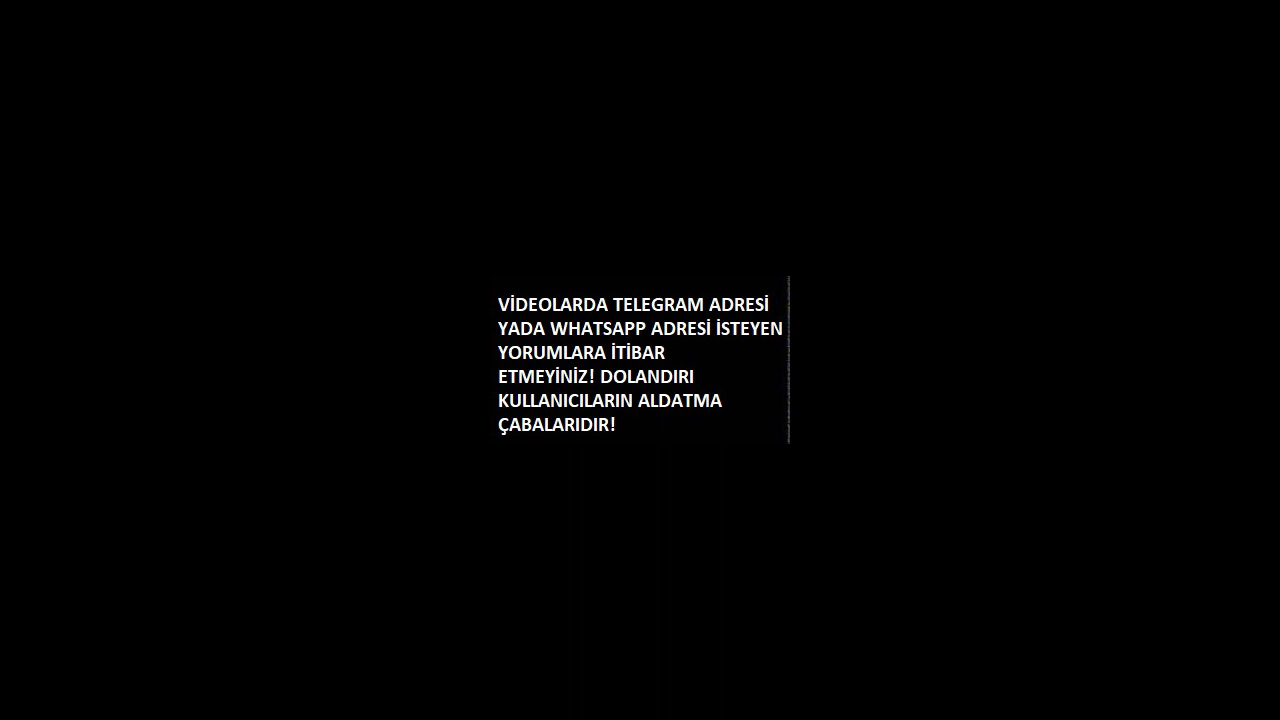 VİDEOLARDA TELEGRAM ADRESİ
YADA WHATSAPP ADRESİ İSTEYEN
YORUMLARA İTİBAR
ETMEYİNİZ! DOLANDIRI
KULLANICILARIN ALDATMA
ÇABALARIDIR!